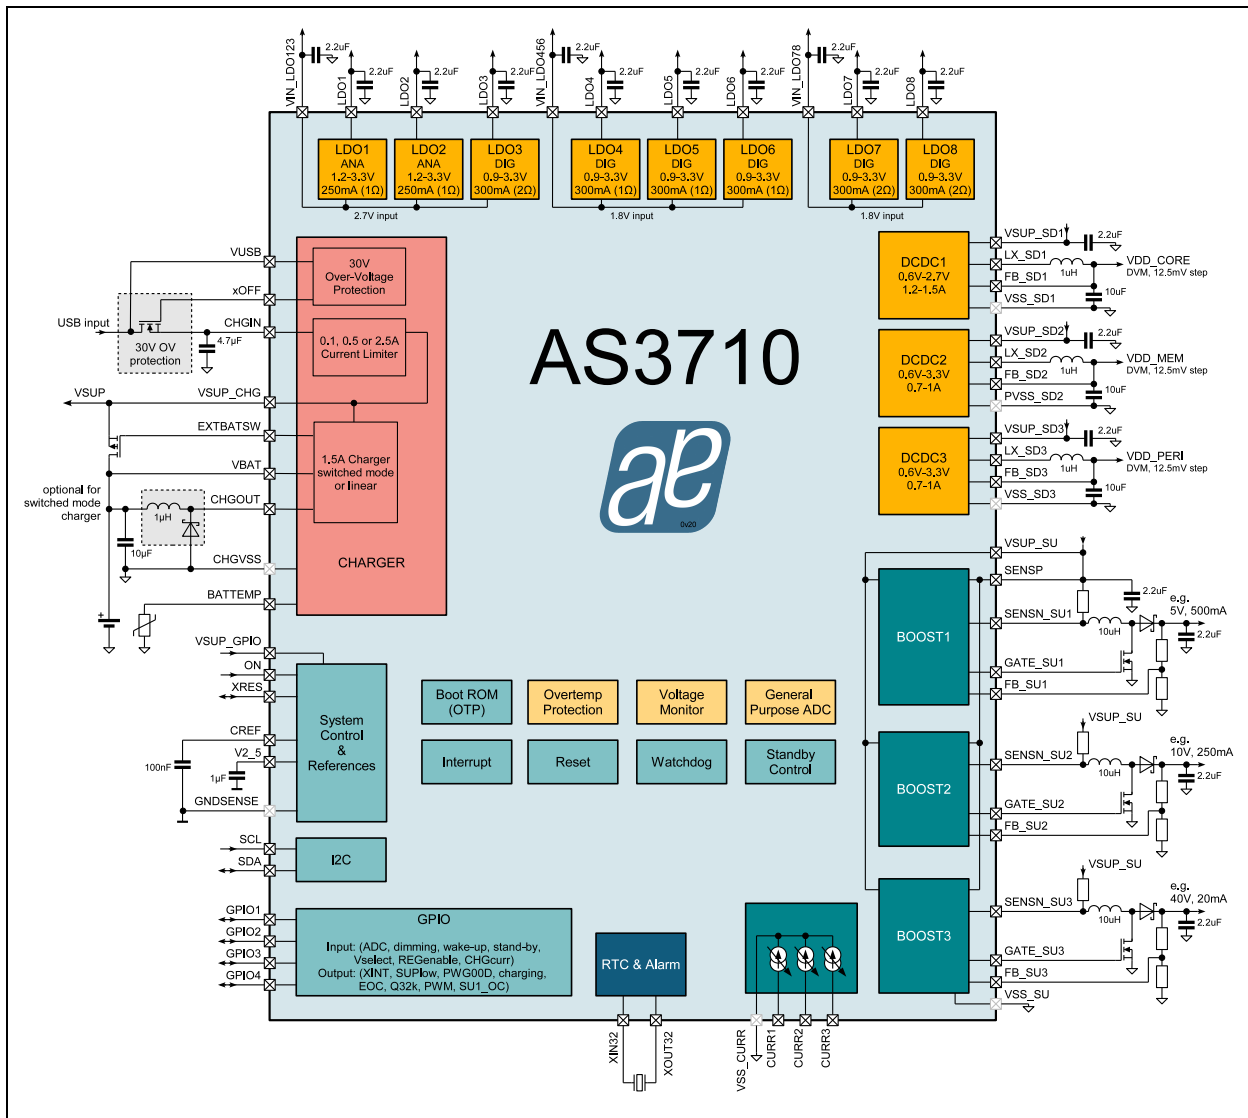 VIN_LDO123
2.2uF
LDO1
2.2uF
LDO2
2.2uF
LDO3
2.2uF
VIN_LDO456
2.2uF
LDO4
2.2uF
LDO5
2.2uF
LDO6
2.2uF
VIN_LDO78
2.2uF
LDO7
2.2uF
LDO8
2.2uF
LDO1
ANA
1.2-3.3V
250mA (1Ω)
LDO2
ANA
1.2-3.3V
250mA (1Ω)
LDO3
DIG
0.9-3.3V
300mA (2Ω)
LDO4
DIG
0.9-3.3V
300mA (1Ω)
LDO5
DIG
0.9-3.3V
300mA (1Ω)
LDO6
DIG
0.9-3.3V
300mA (1Ω)
LDO7
DIG
0.9-3.3V
300mA (2Ω)
LDO8
DIG
0.9-3.3V
300mA (2Ω)
2.7V input
1.8V input
1.8V input
VUSB
xOFF
USB input
CHGIN
30V OV
protection
4.7µF
VSUP
VSUP_CHG
EXTBATSW
VBAT
optional for
switched mode
charger
CHGOUT
1µH
10µF
CHGVSS
BATTEMP
+
30V
Over-Voltage
Protection
0.1, 0.5 or 2.5A
Current Limiter
1.5A Charger
switched mode
or linear
CHARGER
AS3710
ae
0v20
DCDC1
0.6V-2.7V
1.2-1.5A
VSUP_SD1
2.2uF
LX_SD1
1uH
VDD_CORE
DVM, 12.5mV step
FB_SD1
10uF
VSS_SD1
DCDC2
0.6V-3.3V
0.7-1A
VSUP_SD2
2.2uF
LX_SD2
1uH
VDD_MEM
DVM, 12.5mV step
FB_SD2
10uF
PVSS_SD2
DCDC3
0.6V-3.3V
0.7-1A
VSUP_SD3
2.2uF
LX_SD3
1uH
VDD_PERI
DVM, 12.5mV step
FB_SD3
10uF
VSS_SD3
VSUP_SU
SENSP
2.2uF
BOOST1
SENSN_SU1
10uH
e.g.
5V, 500mA
2.2uF
GATE_SU1
FB_SU1
VSUP_SU
BOOST2
SENSN_SU2
10uH
e.g.
10V, 250mA
2.2uF
GATE_SU2
FB_SU2
VSUP_SU
BOOST3
SENSN_SU3
10uH
e.g.
40V, 20mA
2.2uF
GATE_SU3
FB_SU3
VSS_SU
VSUP_GPIO
ON
XRES
CREF
V2_5
100nF
1µF
GNDSENSE
System
Control
&
References
Boot ROM
(OTP)
Overtemp
Protection
Voltage
Monitor
General
Purpose ADC
Interrupt
Reset
Watchdog
Standby
Control
SCL
SDA
I2C
GPIO1
GPIO2
GPIO3
GPIO4
GPIO
Input: (ADC, dimming, wake-up, stand-by,
Vselect, REGenable, CHGcurr)
Output: (XINT, SUPlow, PWG00D, charging,
EOC, Q32k, PWM, SU1_OC)
RTC & Alarm
XIN32
XOUT32
VSS_CURR
CURR1
CURR2
CURR3